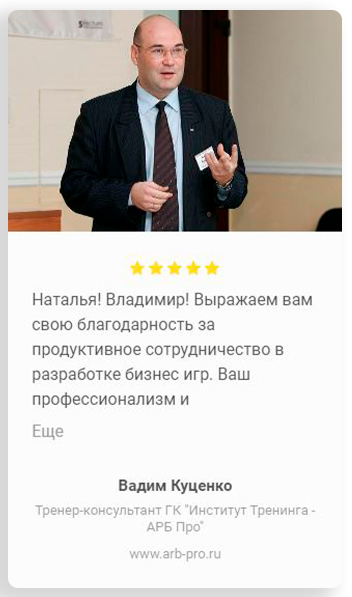 Наталья! Владимир! Выражаем вам
свою благодарность за
продуктивное сотрудничество в
разработке бизнес игр. Ваш
профессионализм и
Еще
Вадим Куценко
Тренер-консультант ГК "Институт Тренинга -
АРБ Про"
www.arb-pro.ru